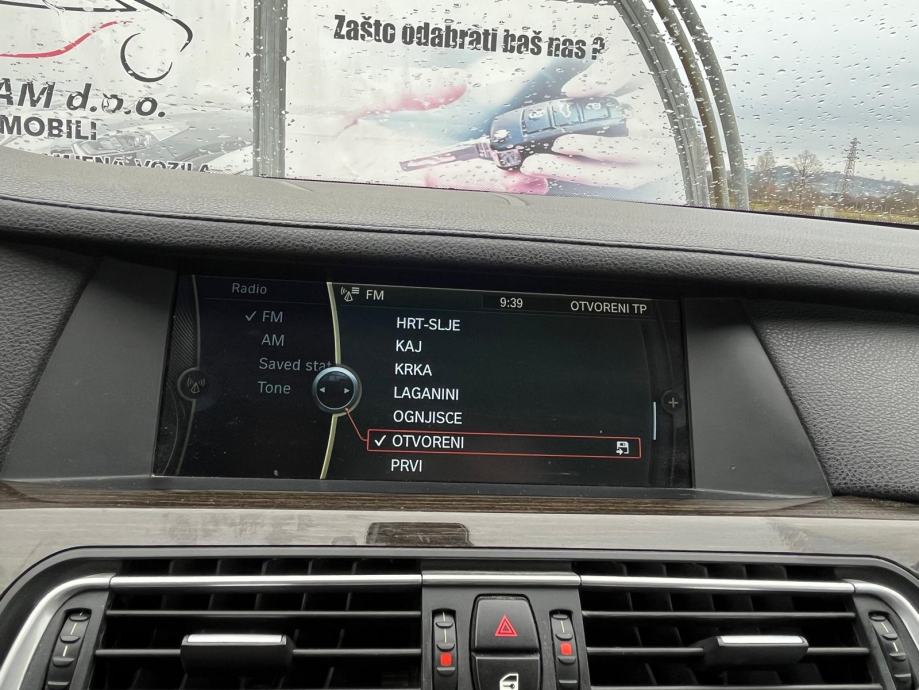 Zašto odabrati baš nas ?
AM d.o.o.
MOBILI
Radio
FM
AM
Saved stat
Tone
FM
9:39
OTVORENI TP
HRT-SLJE
KAJ
KRKA
LAGANINI
OGNJISCE
OTVORENI
PRVI